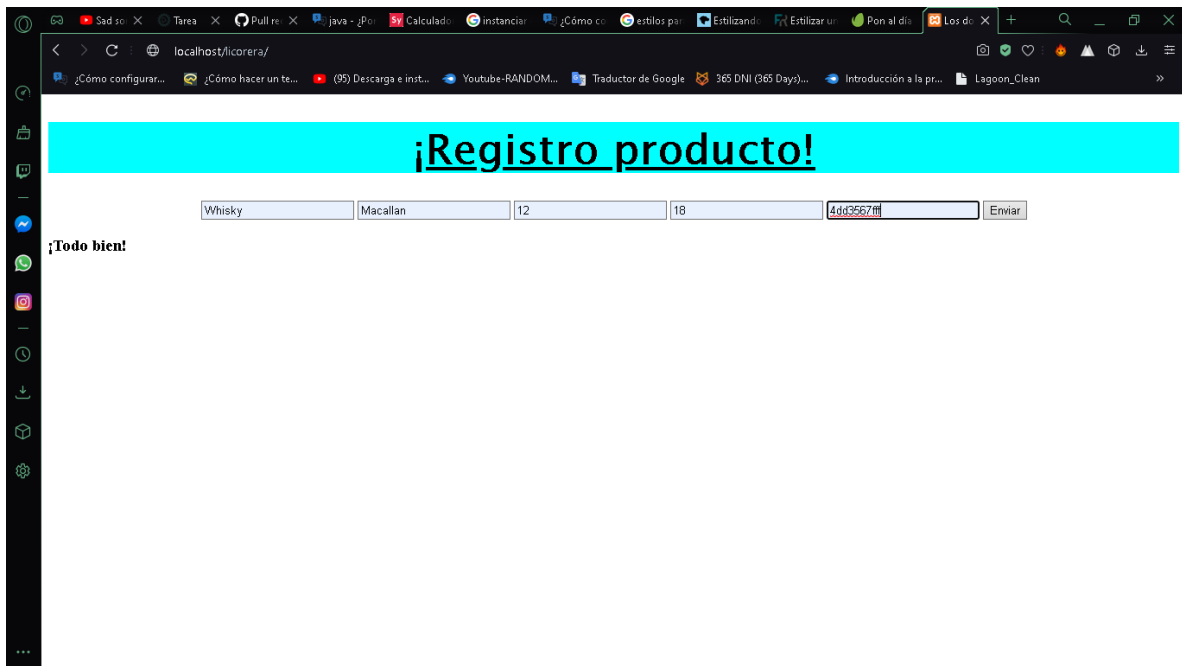 Sad so
Tarea
Pull re
java - ¿Po
Sy Calculado
instanciar
¿Cómo co
estilos par
Estilizando
Estilizar un
Pon al día
Los do
localhost/licorera/
¿Cómo configurar...
¿Cómo hacer un te...
(95) Descarga e inst...
Youtube-RANDOM...
Traductor de Google
365 DNI (365 Days)...
Introducción a la pr...
Lagoon_Clean
¡Registro producto!
Whisky
Macallan
12
18
4dd3567fff
Enviar
¡Todo bien!